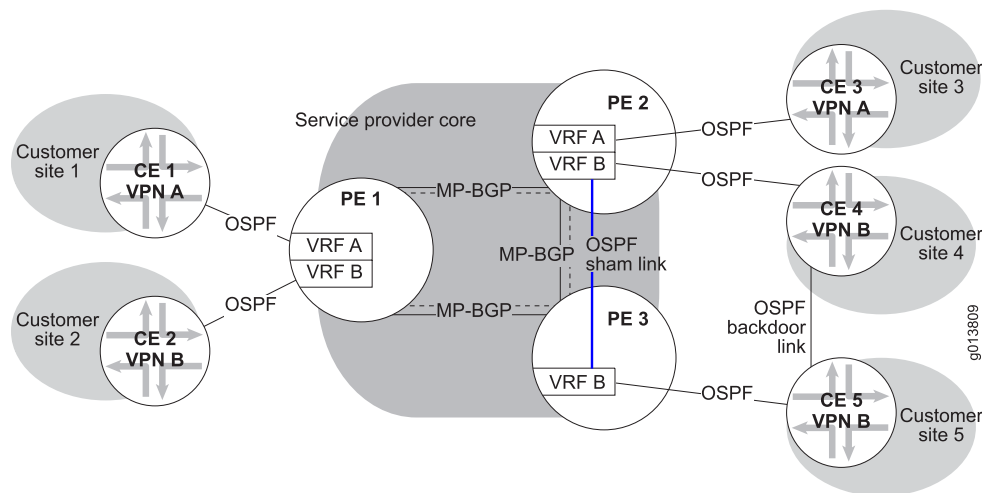 Service provider core
Customer
site 1
CE 1
VPN A
OSPF
PE 1
VRF A
VRF B
Customer
site 2
CE 2
VPN B
OSPF
MP-BGP
MP-BGP
MP-BGP
PE 2
VRF A
VRF B
OSPF
sham link
PE 3
VRF B
OSPF
OSPF
OSPF
CE 3
VPN A
Customer
site 3
CE 4
VPN B
Customer
site 4
OSPF
backdoor
link
CE 5
VPN B
Customer
site 5
g013809